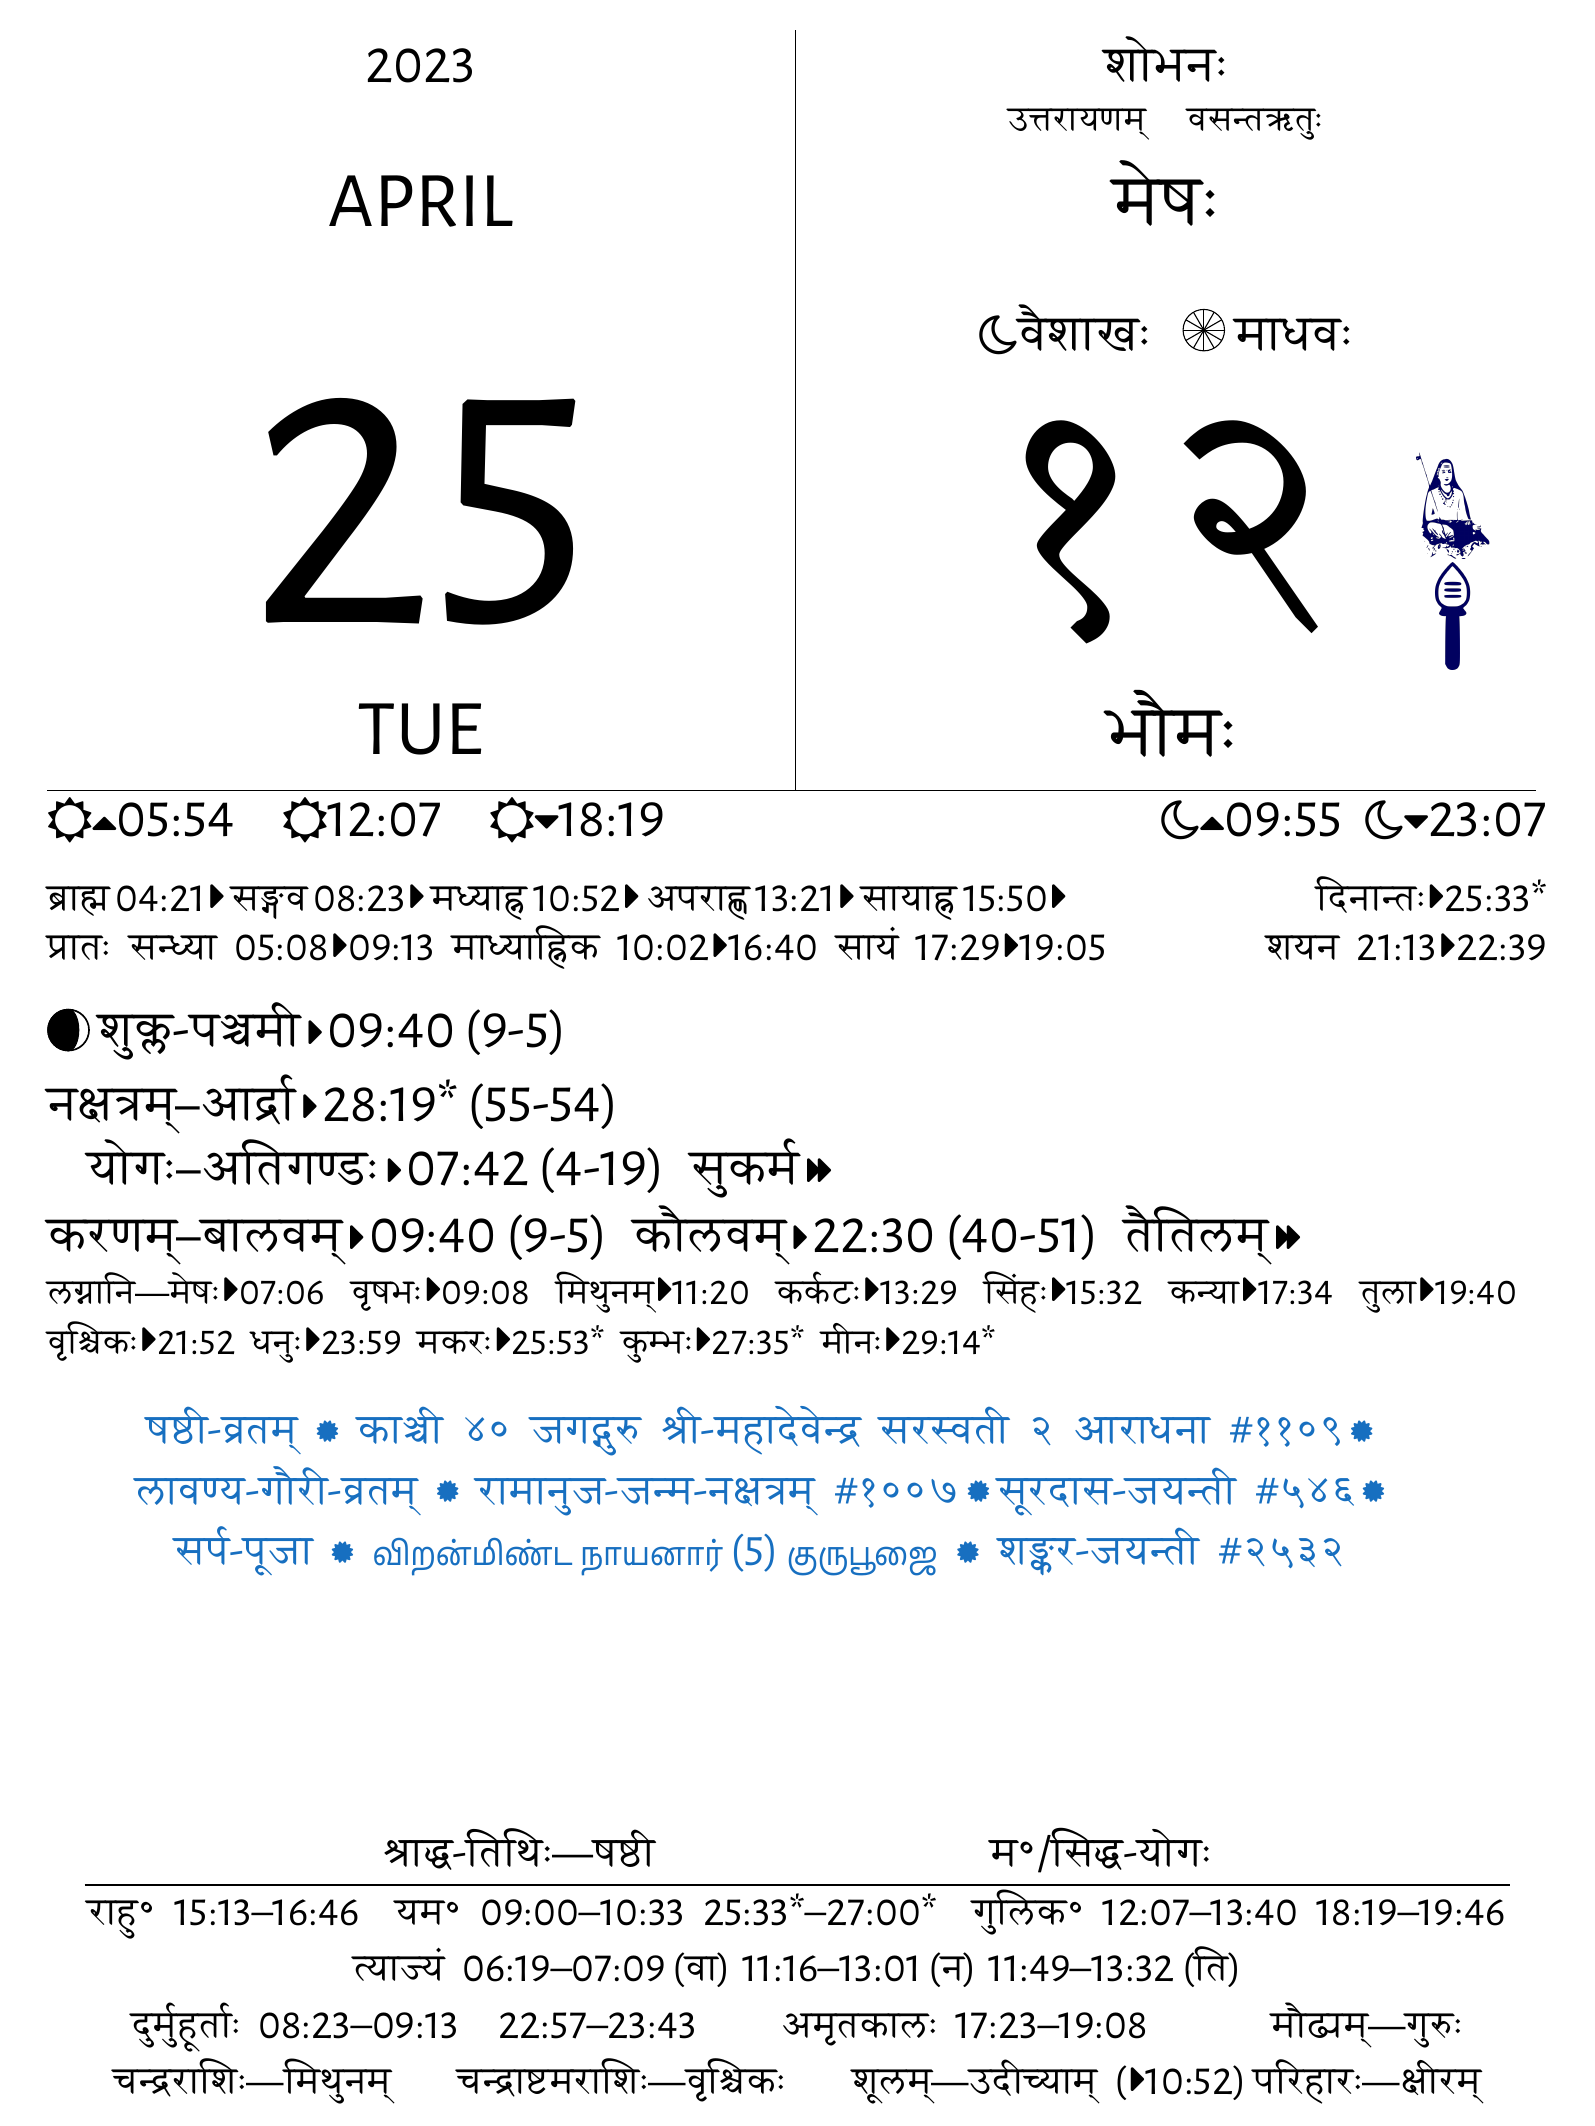 2023
APRIL
25
TUE
शोभनः
उत्तरायणम् वसन्तऋतुः
मेषः
वैशाखः माधवः
१२
भौमः
05:54 12:07 18:19 09:55 23:07
ब्राह्म 04:21 सङ्गव 08:23 मध्याह्न 10:52 अपराह्ण 13:21 सायाह्न 15:50 दिनान्तः 25:33*
प्रातः सन्ध्या 05:08 09:13 माध्याह्निक 10:02 16:40 सायं 17:29 19:05 शयन 21:13 22:39
शुक्ल-पञ्चमी 09:40 (9-5)
नक्षत्रम्–आर्द्रा 28:19* (55-54)
योगः–अतिगण्डः 07:42 (4-19) सुकर्म
करणम्–बालवम् 09:40 (9-5) कौलवम् 22:30 (40-51) तैतिलम्
लग्नानि—मेषः 07:06 वृषभः 09:08 मिथुनम् 11:20 कर्कटः 13:29 सिंहः 15:32 कन्या 17:34 तुला 19:40
वृश्चिकः 21:52 धनुः 23:59 मकरः 25:53* कुम्भः 27:35* मीनः 29:14*
षष्ठी-व्रतम् काञ्ची ४० जगद्गुरु श्री-महादेवेन्द्र सरस्वती २ आराधना #११०९
लावण्य-गौरी-व्रतम् रामानुज-जन्म-नक्षत्रम् #१००७ सूरदास-जयन्ती #५४६
सर्प-पूजा விறன்மிண்ட நாயனார் (5) குருபூஜை शङ्कर-जयन्ती #२५३२
श्राद्ध-तिथिः—षष्ठी म॰/सिद्ध-योगः
राहु॰ 15:13–16:46 यम॰ 09:00–10:33 25:33*–27:00* गुलिक॰ 12:07–13:40 18:19–19:46
त्याज्यं 06:19–07:09 (वा) 11:16–13:01 (न) 11:49–13:32 (ति)
दुर्मुहूर्ताः 08:23–09:13 22:57–23:43 अमृतकालः 17:23–19:08 मौढ्यम्—गुरुः
चन्द्रराशिः—मिथुनम् चन्द्राष्टमराशिः—वृश्चिकः शूलम्—उदीच्याम् (10:52) परिहारः—क्षीरम्